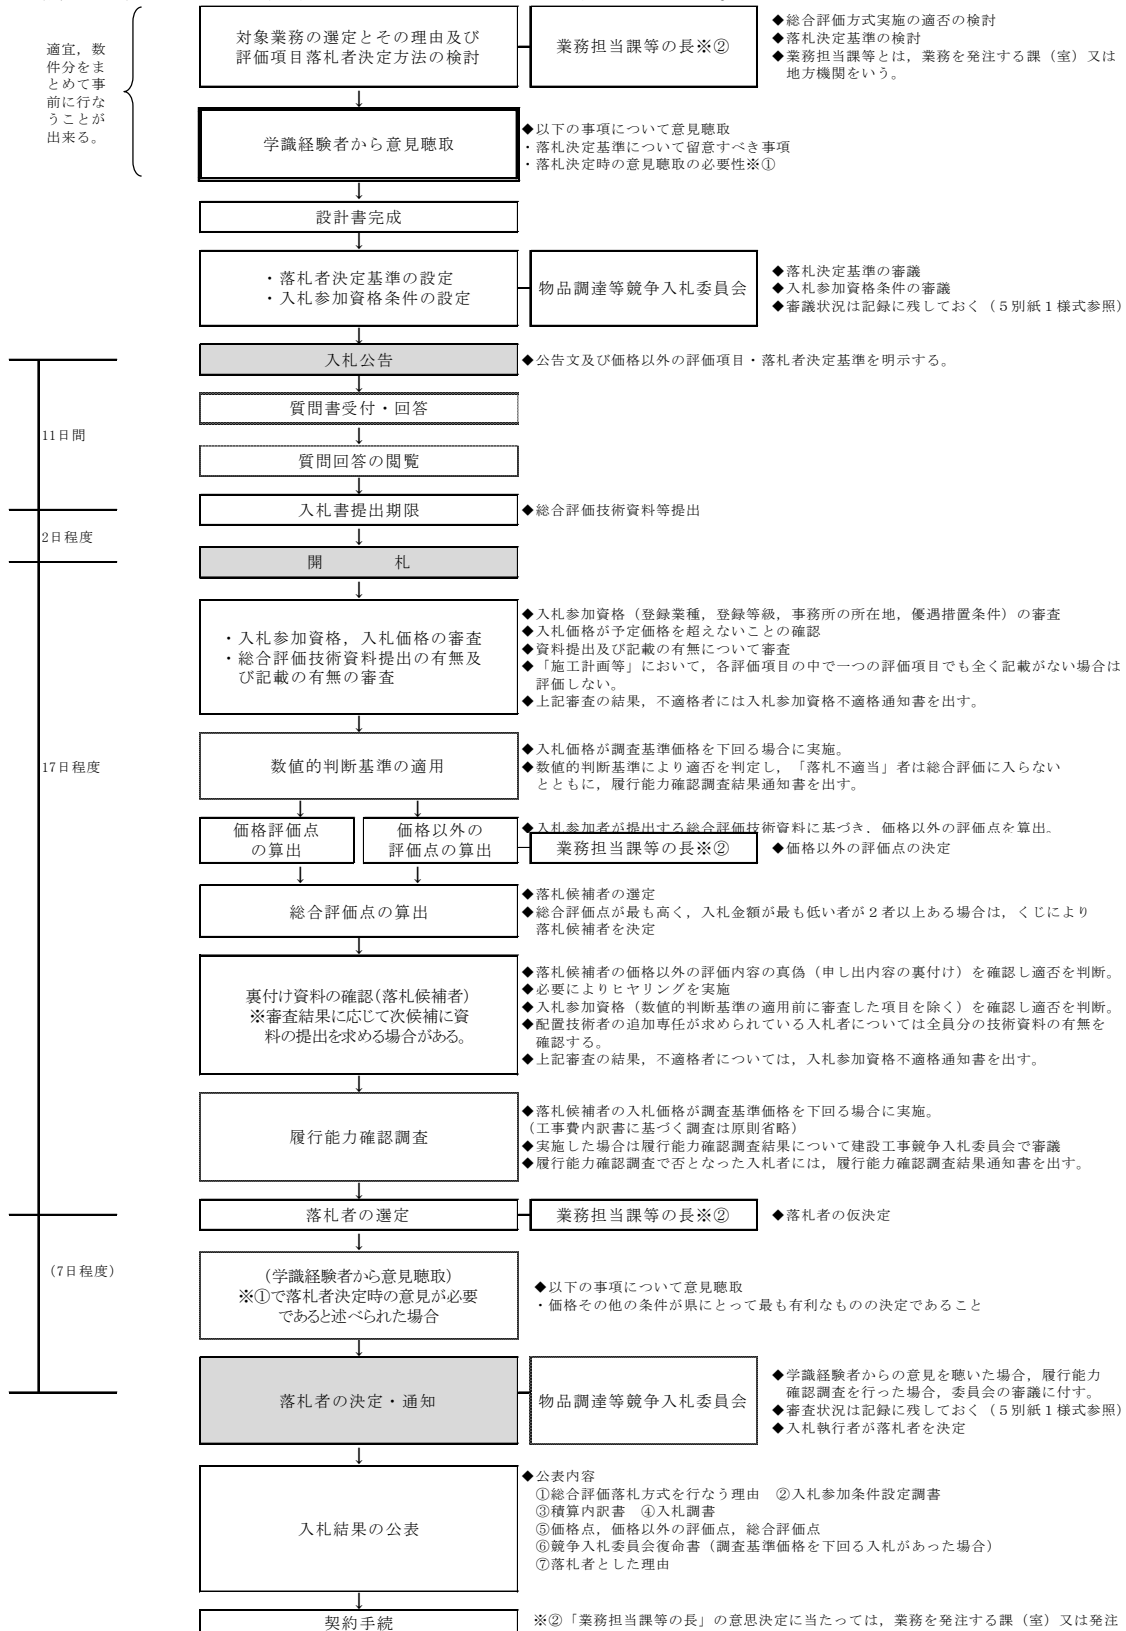 適宜，数
件分をま
とめて事
前に行な
うことが
出来る。
対象業務の選定とその理由及び
評価項目落札者決定方法の検討
業務担当課等の長※②
◆総合評価方式実施の適否の検討
◆落札決定基準の検討
◆業務担当課等とは，業務を発注する課（室）又は
地方機関をいう。
↓
学識経験者から意見聴取
◆以下の事項について意見聴取
・落札決定基準について留意すべき事項
・落札決定時の意見聴取の必要性※①
↓
設計書完成
↓
・落札者決定基準の設定
・入札参加資格条件の設定
物品調達等競争入札委員会
◆落札決定基準の審議
◆入札参加資格条件の審議
◆審議状況は記録に残しておく（５別紙１様式参照）
↓
入札公告
◆公告文及び価格以外の評価項目・落札者決定基準を明示する。
質問書受付・回答
↓
11日間
質問回答の閲覧
↓
入札書提出期限
◆総合評価技術資料等提出
↓
2日程度
開　　　札
↓
・入札参加資格，入札価格の審査
・総合評価技術資料提出の有無及
び記載の有無の審査
◆入札参加資格（登録業種，登録等級，事務所の所在地，優遇措置条件）の審査
◆入札価格が予定価格を超えないことの確認
◆資料提出及び記載の有無について審査
◆「施工計画等」において，各評価項目の中で一つの評価項目でも全く記載がない場合は
評価しない。
◆上記審査の結果，不適格者には入札参加資格不適格通知書を出す。
↓
17日程度
数値的判断基準の適用
◆入札価格が調査基準価格を下回る場合に実施。
◆数値的判断基準により適否を判定し，「落札不適当」者は総合評価に入らない
とともに，履行能力確認調査結果通知書を出す。
↓ ↓
価格評価点
の算出
価格以外の
評価点の算出
◆入札参加者が提出する総合評価技術資料に基づき，価格以外の評価点を算出。
業務担当課等の長※②
◆価格以外の評価点の決定
↓ ↓
総合評価点の算出
◆落札候補者の選定
◆総合評価点が最も高く，入札金額が最も低い者が２者以上ある場合は，くじにより
落札候補者を決定
↓
裏付け資料の確認（落札候補者）
※審査結果に応じて次候補に資
料の提出を求める場合がある。
◆落札候補者の価格以外の評価内容の真偽（申し出内容の裏付け）を確認し適否を判断。
◆必要によりヒヤリングを実施
◆入札参加資格（数値的判断基準の適用前に審査した項目を除く）を確認し適否を判断。
◆配置技術者の追加専任が求められている入札者については全員分の技術資料の有無を
確認する。
◆上記審査の結果，不適格者については，入札参加資格不適格通知書を出す。
↓
履行能力確認調査
◆落札候補者の入札価格が調査基準価格を下回る場合に実施。
（工事費内訳書に基づく調査は原則省略）
◆実施した場合は履行能力確認調査結果について建設工事競争入札委員会で審議
◆履行能力確認調査で否となった入札者には，履行能力確認調査結果通知書を出す。
↓
落札者の選定
業務担当課等の長※②
◆落札者の仮決定
↓
(7日程度)
（学識経験者から意見聴取）
※①で落札者決定時の意見が必要
であると述べられた場合
◆以下の事項について意見聴取
・価格その他の条件が県にとって最も有利なものの決定であること
↓
落札者の決定・通知
物品調達等競争入札委員会
◆学識経験者からの意見を聴いた場合，履行能力
確認調査を行った場合，委員会の審議に付す。
◆審査状況は記録に残しておく（５別紙１様式参照）
◆入札執行者が落札者を決定
↓
入札結果の公表
◆公表内容
①総合評価落札方式を行なう理由　②入札参加条件設定調書
③積算内訳書　④入札調書
⑤価格点，価格以外の評価点，総合評価点
⑥競争入札委員会復命書（調査基準価格を下回る入札があった場合）
⑦落札者とした理由
↓
契約手続
※②「業務担当課等の長」の意思決定に当たっては，業務を発注する課（室）又は発注